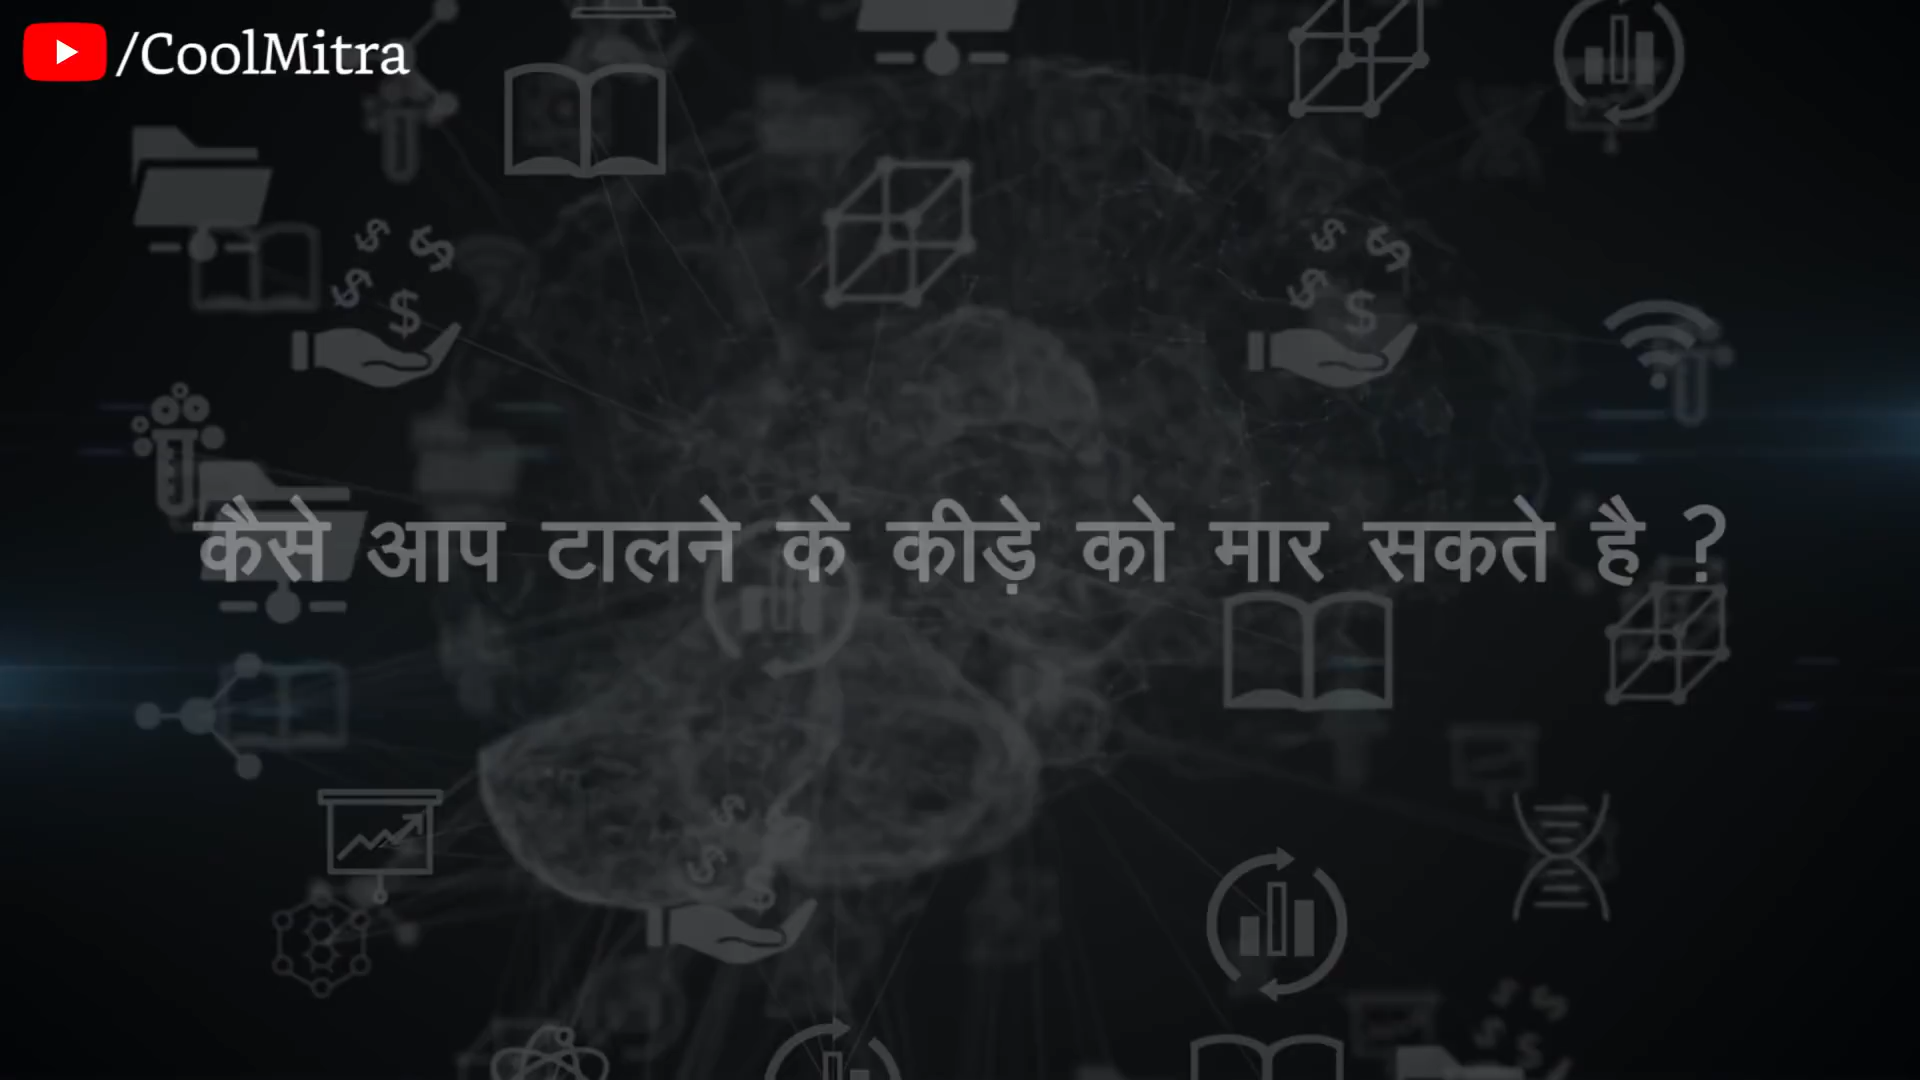 /CoolMitra
कैसे आप टालने के कीड़े को मार सकते है ?